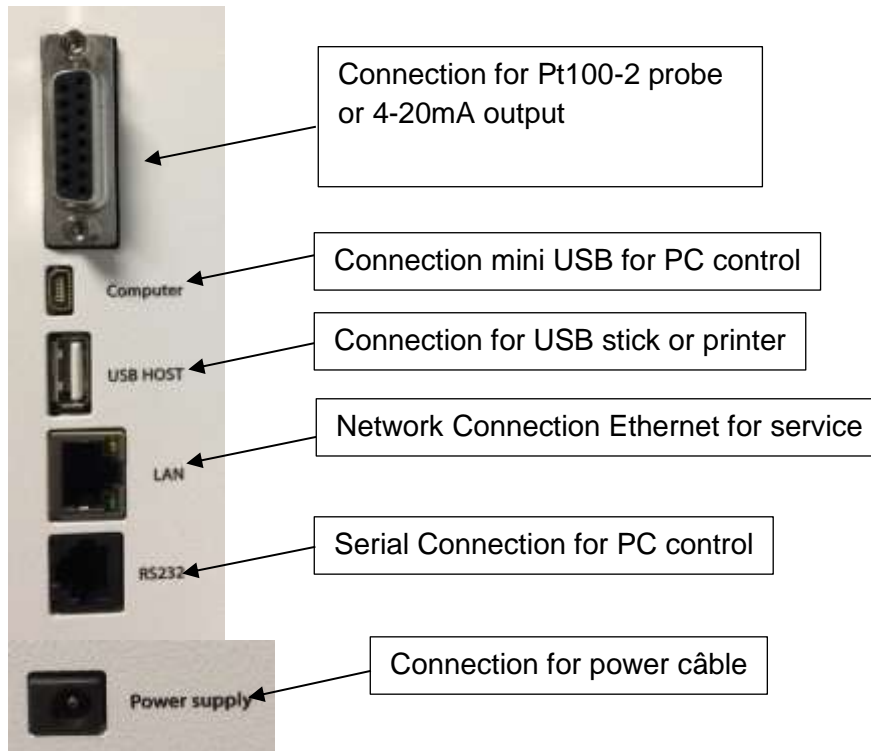 Connection for Pt100-2 probe
or 4-20mA output
Connection mini USB for PC control
Computer
Connection for USB stick or printer
USB HOST
Network Connection Ethernet for service
LAN
Serial Connection for PC control
RS232
Connection for power câble
Power supply